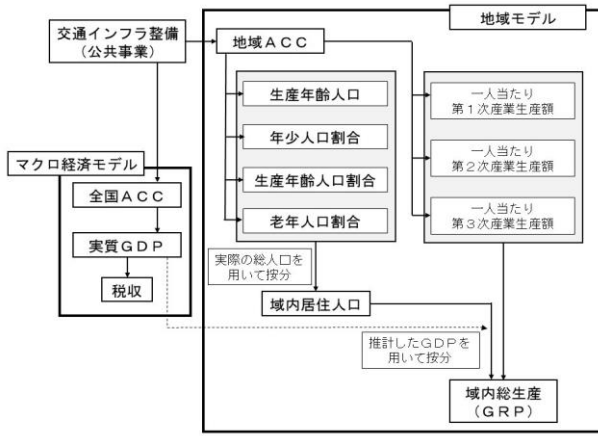 地域モデル
交通インフラ整備
（公共事業）
地域ＡＣＣ
生産年齢人口
年少人口割合
生産年齢人口割合
老年人口割合
一人当たり
第１次産業生産額
一人当たり
第２次産業生産額
一人当たり
第３次産業生産額
マクロ経済モデル
全国ＡＣＣ
実質ＧＤＰ
税収
実際の総人口を
用いて按分
域内居住人口
推計したＧＤＰを
用いて按分
域内総生産
（ＧＲＰ）